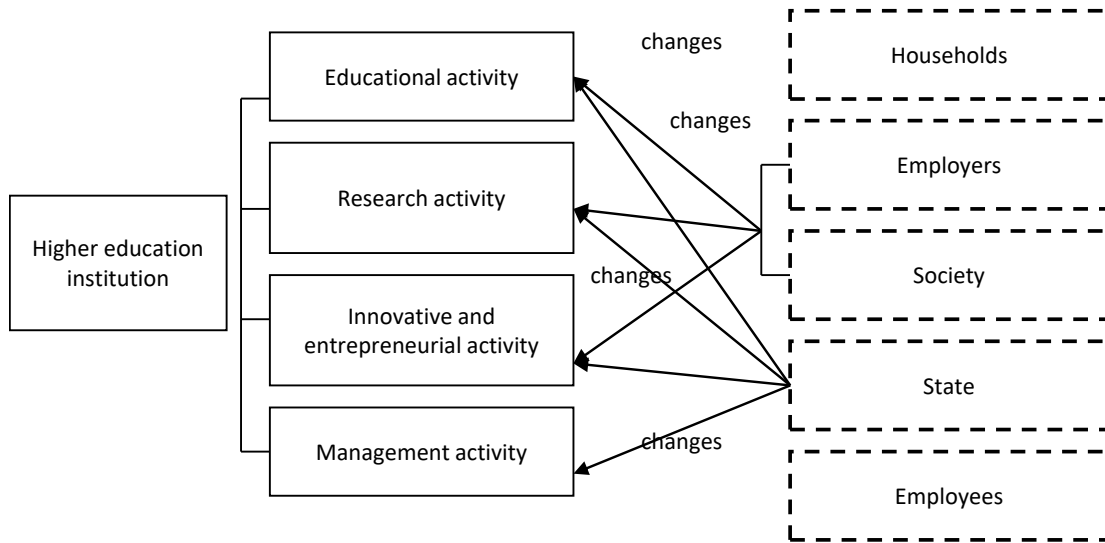 changes
Households
Educational activity
changes
Employers
Research activity
Higher education
institution
changes
Society
Innovative and
entrepreneurial activity
State
changes
Management activity
Employees